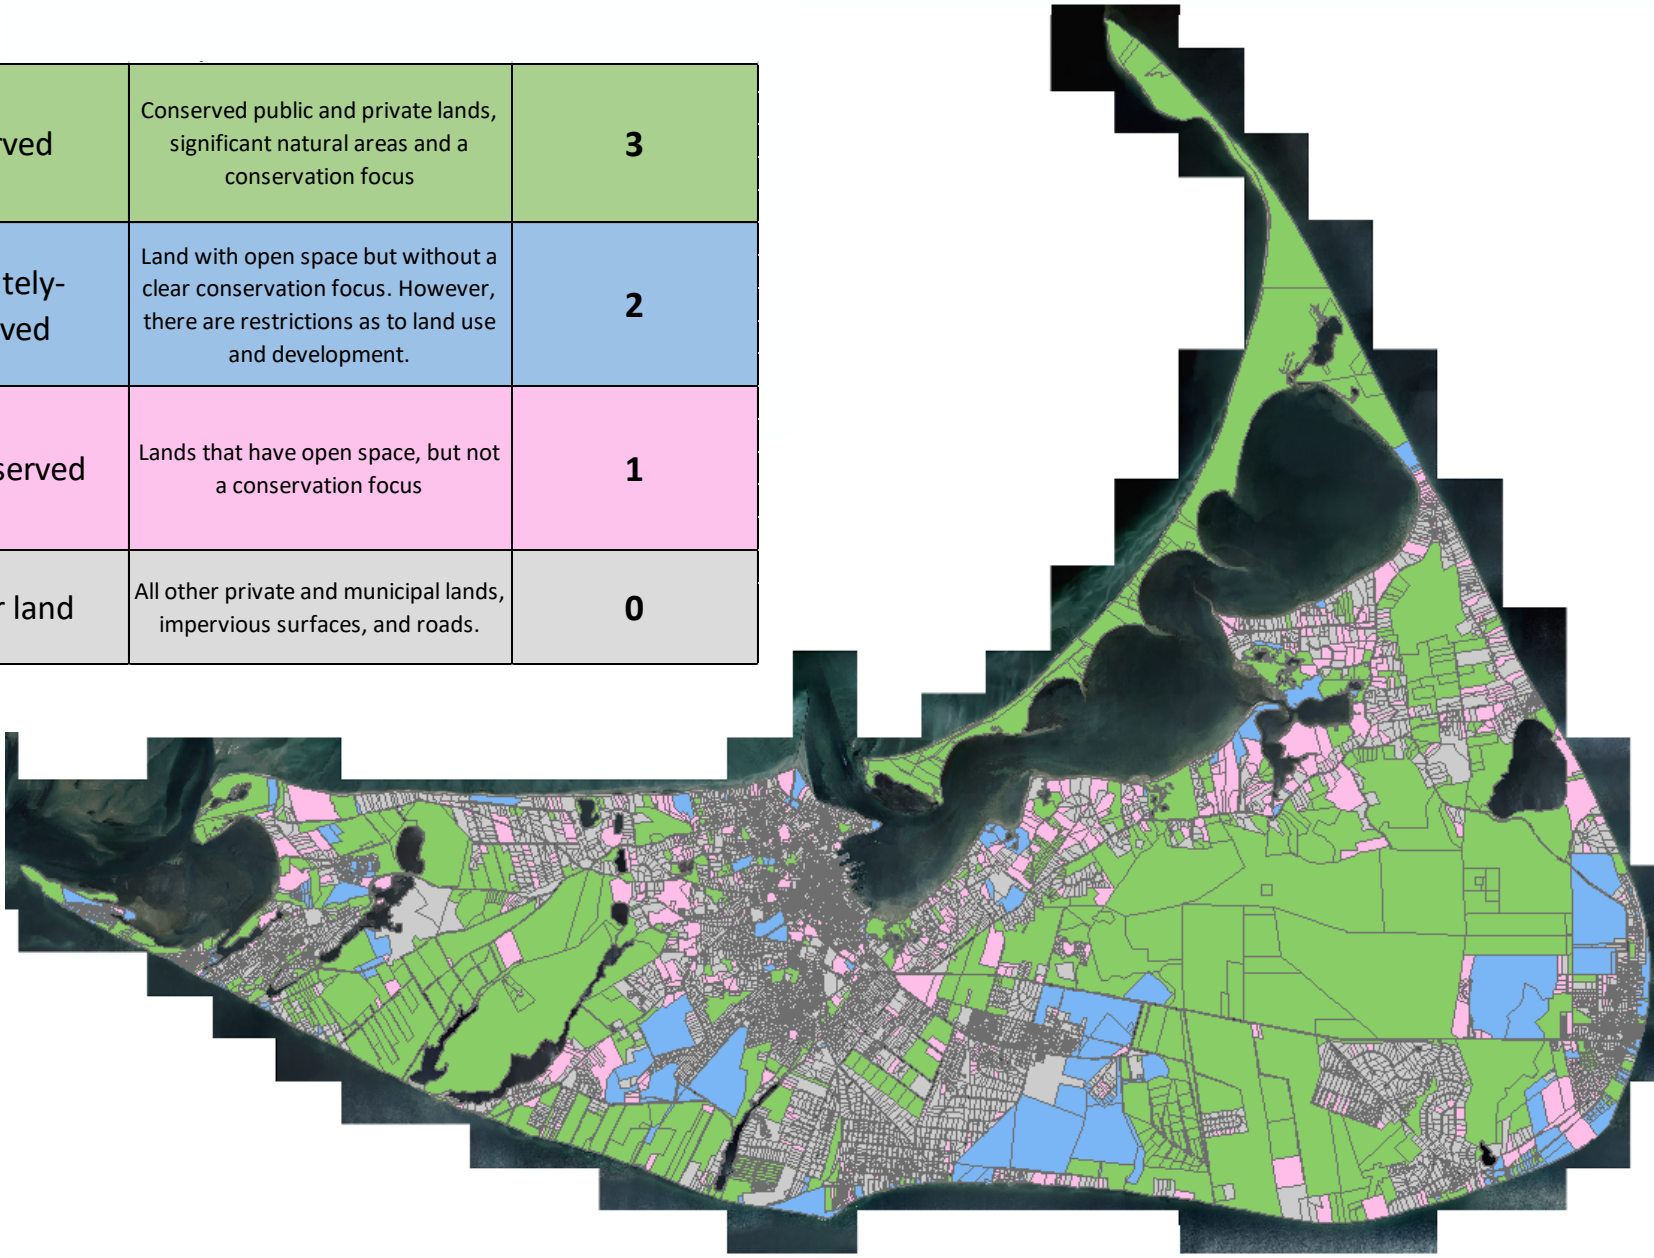 rved
Conserved public and private lands,
significant natural areas and a
conservation focus
3
tely-
ved
Land with open space but without a
clear conservation focus. However,
there are restrictions as to land use
and development.
2
served
Lands that have open space, but not
a conservation focus
1
r land
All other private and municipal lands,
impervious surfaces, and roads.
0